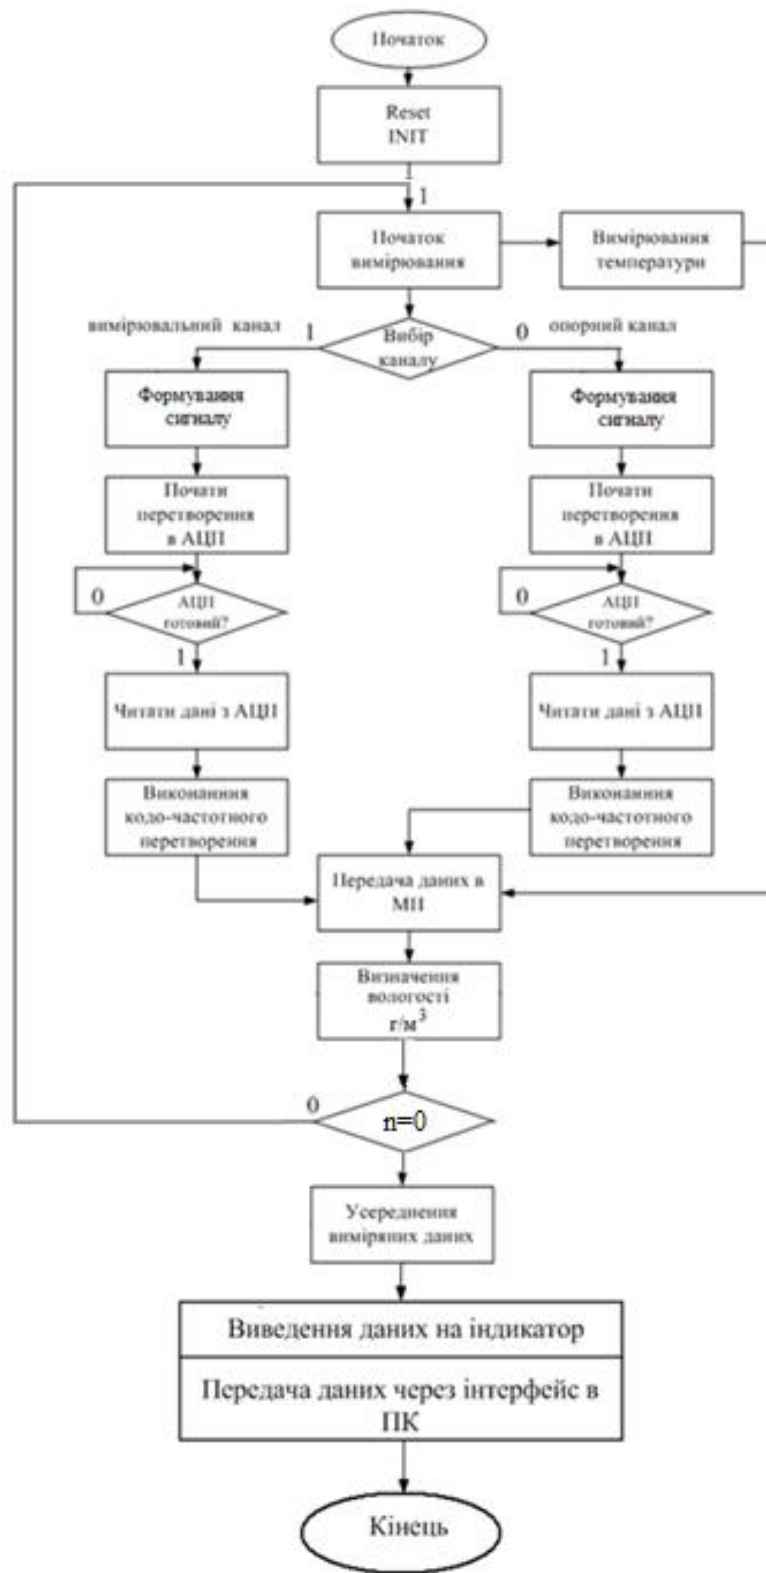 Початок
Reset
INIT
1
1
Початок
вимірювання
Вимірювання
температури
вимірювальний канал
1
Вибір
каналу
0
опорний канал
Формування
сигналу
Формування
сигналу
Почати
перетворення
в АЦП
Почати
перетворення
в АЦП
0
АЦП
готовий?
0
АЦП
готовий?
1
1
Читати дані з АЦП
Читати дані з АЦП
Виконанння
кодо-частотного
перетворення
Виконанння
кодо-частотного
перетворення
Передача даних в
МП
Визначення
вологості
г/м³
0
n=0
Усереднення
виміряних даних
Виведення даних на індикатор
Передача даних через інтерфейс в
ПК
Кінець